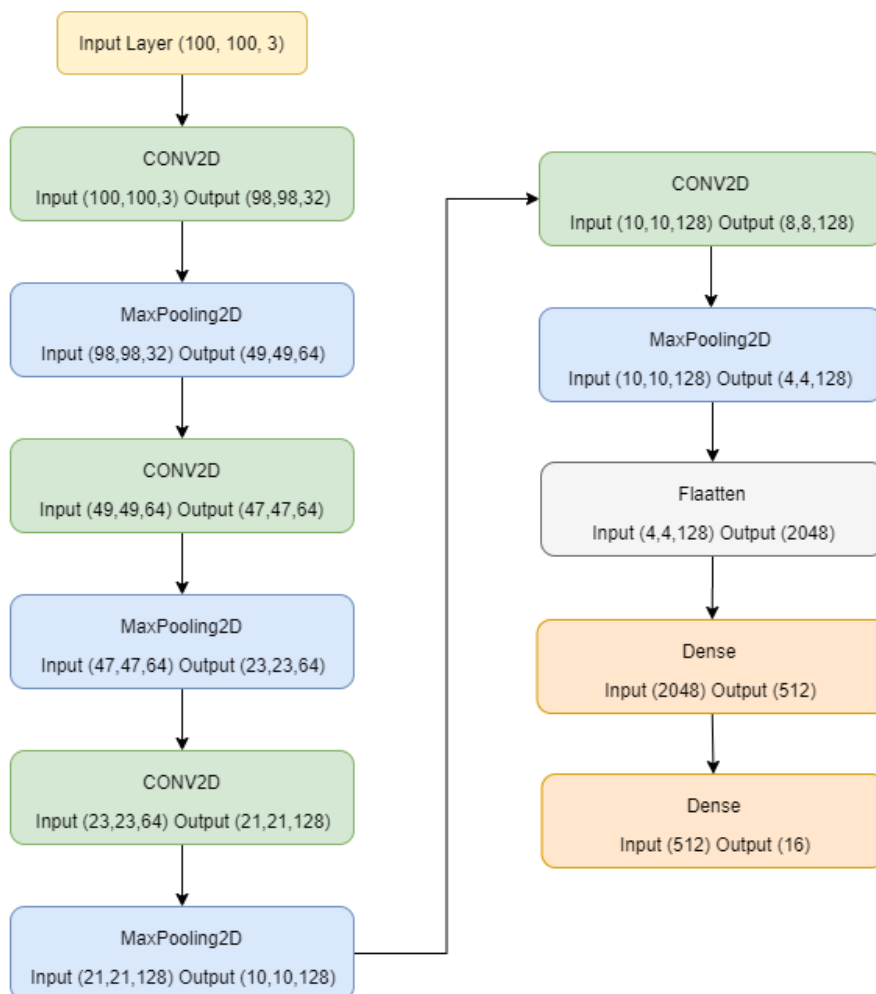 Input Layer (100, 100, 3)
CONV2D
Input (100,100,3) Output (98,98,32)
MaxPooling2D
Input (98,98,32) Output (49,49,64)
CONV2D
Input (49,49,64) Output (47,47,64)
MaxPooling2D
Input (47,47,64) Output (23,23,64)
CONV2D
Input (23,23,64) Output (21,21,128)
MaxPooling2D
Input (21,21,128) Output (10,10,128)
CONV2D
Input (10,10,128) Output (8,8,128)
MaxPooling2D
Input (10,10,128) Output (4,4,128)
Flaatten
Input (4,4,128) Output (2048)
Dense
Input (2048) Output (512)
Dense
Input (512) Output (16)